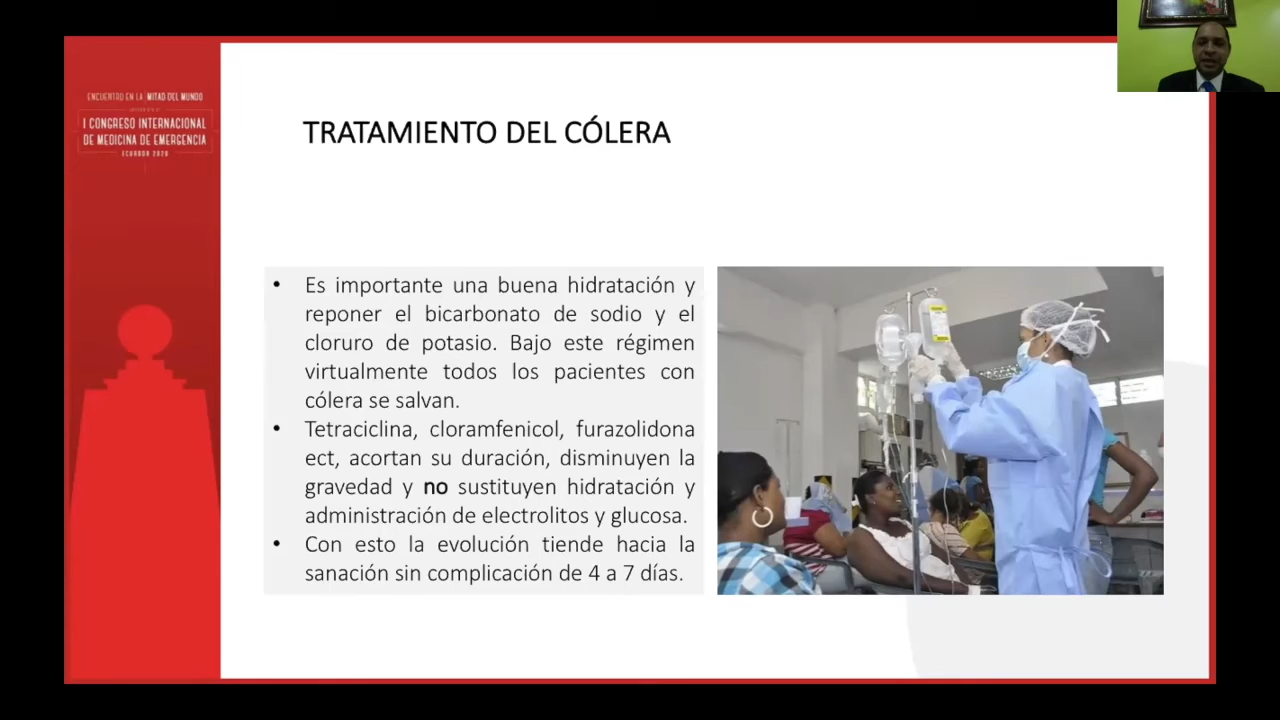 ENCUENTRO EN LA MITAD DEL MUNDO
I CONGRESO INTERNACIONAL
DE MEDICINA DE EMERGENCIA
ECUADOR 2020
TRATAMIENTO DEL CÓLERA
• Es importante una buena hidratación y
reponer el bicarbonato de sodio y el
cloruro de potasio. Bajo este régimen
virtualmente todos los pacientes con
cólera se salvan.
• Tetraciclina, cloramfenicol, furazolidona
ect, acortan su duración, disminuyen la
gravedad y no sustituyen hidratación y
administración de electrolitos y glucosa.
• Con esto la evolución tiende hacia la
sanación sin complicación de 4 a 7 días.